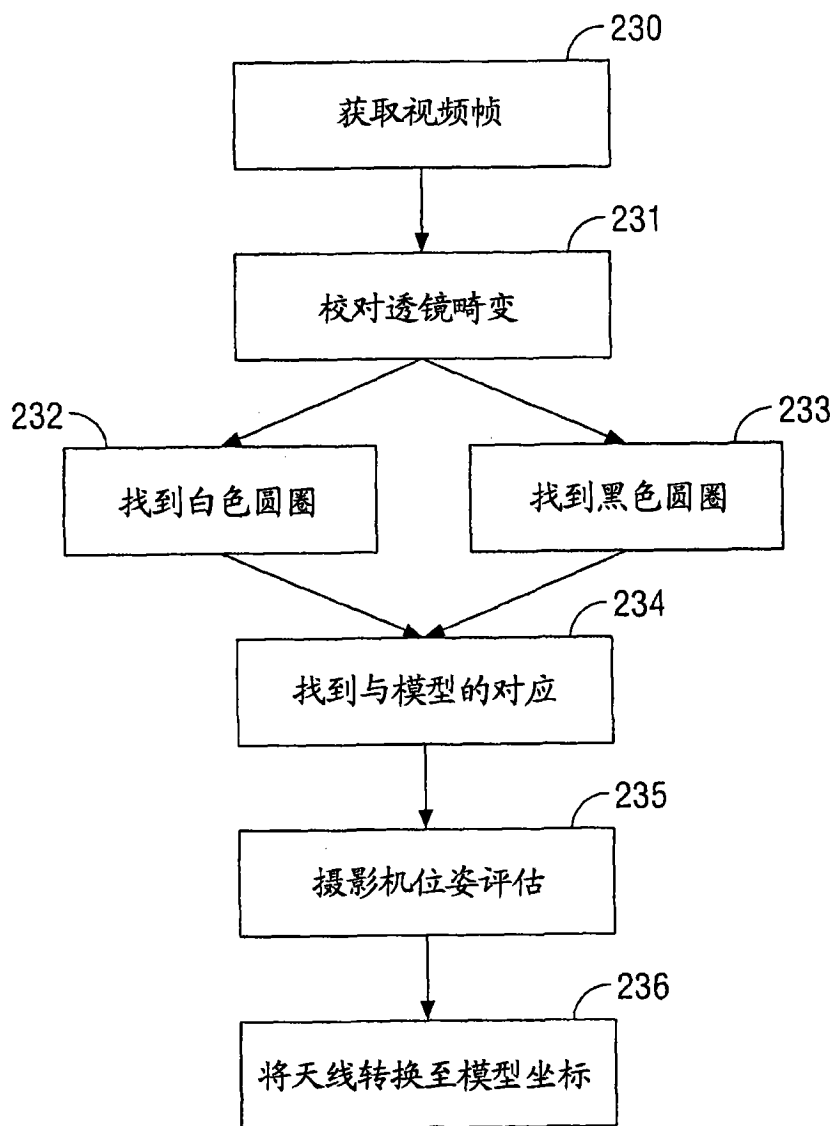 230
获取视频帧
231
校对透镜畸变
232
找到白色圆圈
233
找到黑色圆圈
234
找到与模型的对应
235
摄影机位姿评估
236
将天线转换至模型坐标